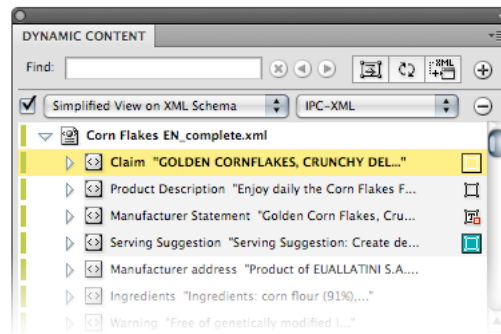 DYNAMIC CONTENT
Find:
XML
Simplified View on XML Schema IPC-XML
Corn Flakes EN_complete.xml
Claim "GOLDEN CORNFLAKES, CRUNCHY DEL..."
Product Description "Enjoy daily the Corn Flakes F...
Manufacturer Statement "Golden Corn Flakes, Cru...
Serving Suggestion "Serving Suggestion: Create de...
Manufacturer address "Product of EUALLATINI S.A....
Ingredients "Ingredients: corn flour (91%),..."
Warning "Free of genetically modified i..."